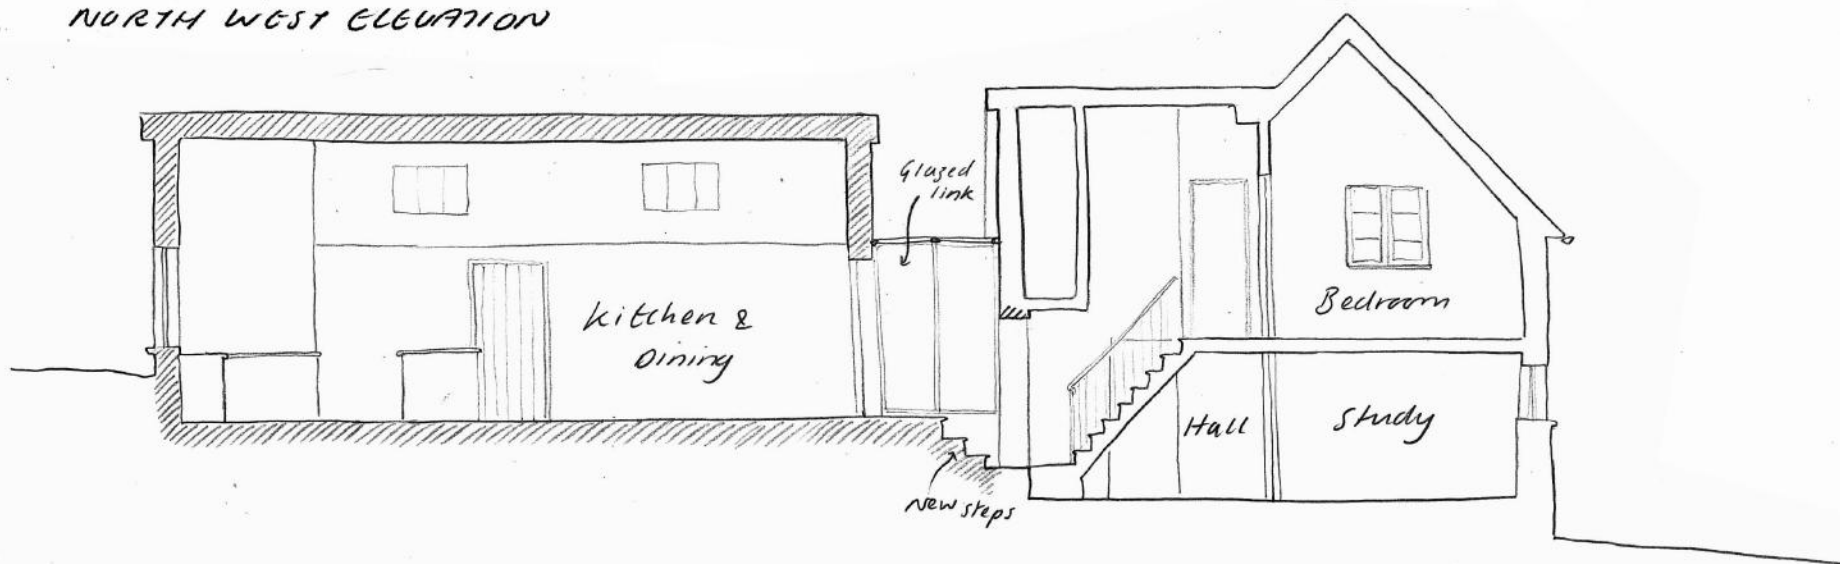 NORTH WEST ELEVATION
Glazed
link
Kitchen &
Dining
Bedroom
Hall
Study
New steps